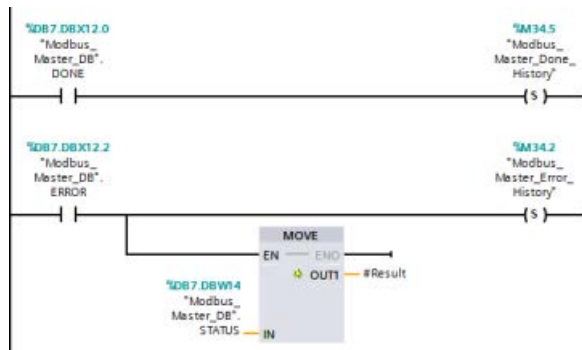 %DB7.DBX12.0
"Modbus_
Master_DB".
DONE
%M34.5
"Modbus_
Master_Done_
History"
S
%DB7.DBX12.2
"Modbus_
Master_DB".
ERROR
%M34.2
"Modbus_
Master_Error_
History"
S
MOVE
EN ENO
OUT1 #Result
%DB7.DBW14
"Modbus_
Master_DB".
STATUS IN